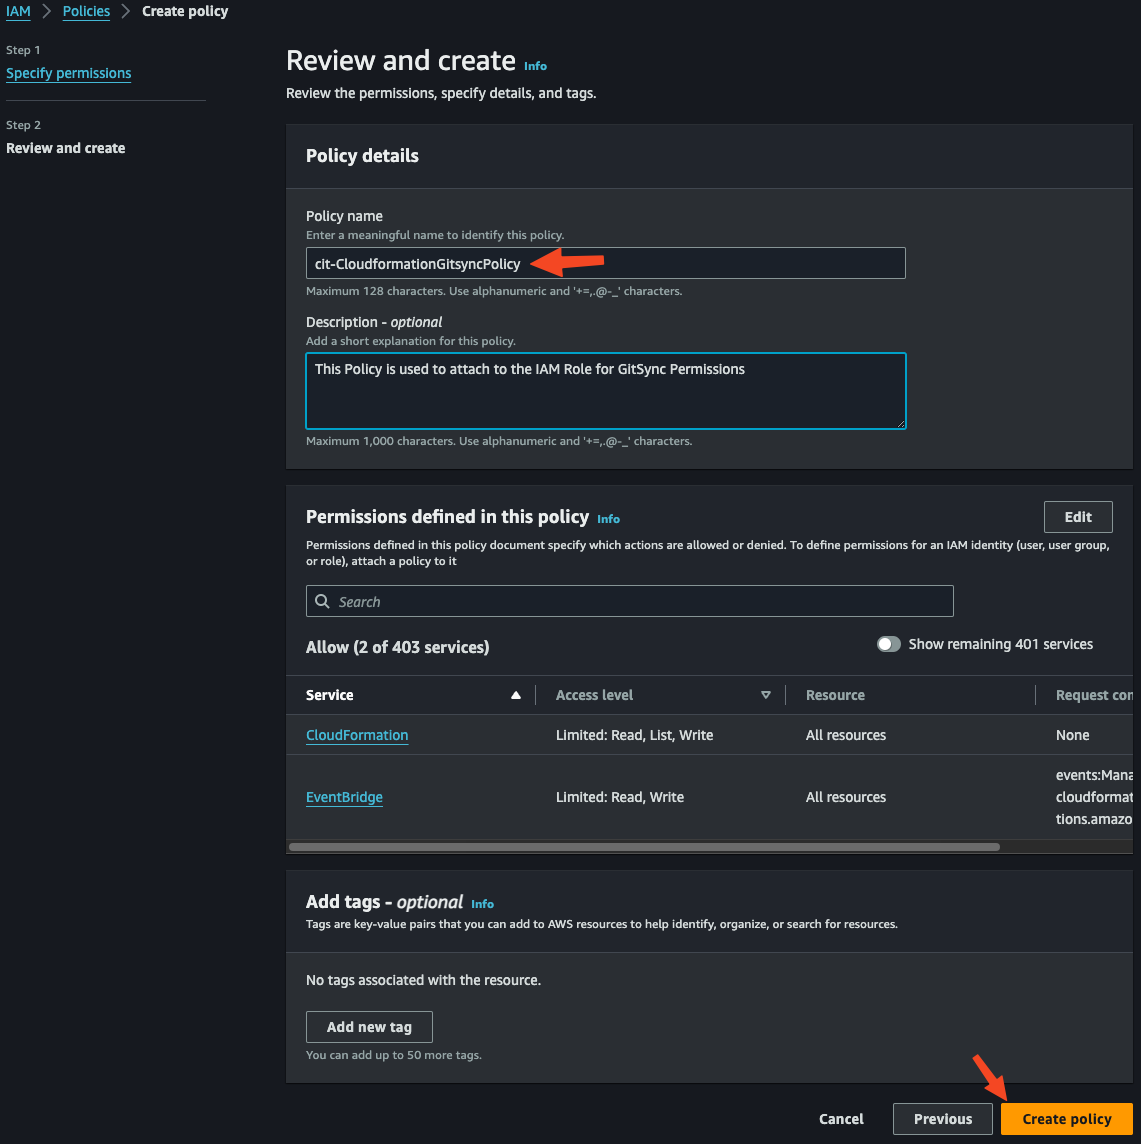 IAM > Policies > Create policy
Step 1
Specify permissions
Step 2
Review and create
Review and create Info
Review the permissions, specify details, and tags.
Policy details
Policy name
Enter a meaningful name to identify this policy.
cit-CloudformationGitsyncPolicy
Maximum 128 characters. Use alphanumeric and '+=,.@-_' characters.
Description - optional
Add a short explanation for this policy.
This Policy is used to attach to the IAM Role for GitSync Permissions
Maximum 1,000 characters. Use alphanumeric and '+=,.@-_' characters.
Permissions defined in this policy Info
Edit
Permissions defined in this policy document specify which actions are allowed or denied. To define permissions for an IAM identity (user, user group,
or role), attach a policy to it
Search
Allow (2 of 403 services)
Show remaining 401 services
Service Access level Resource Request con
CloudFormation Limited: Read, List, Write All resources None
EventBridge Limited: Read, Write All resources events:Mana
cloudformat
tions.amazo
Add tags - optional Info
Tags are key-value pairs that you can add to AWS resources to help identify, organize, or search for resources.
No tags associated with the resource.
Add new tag
You can add up to 50 more tags.
Cancel Previous Create policy